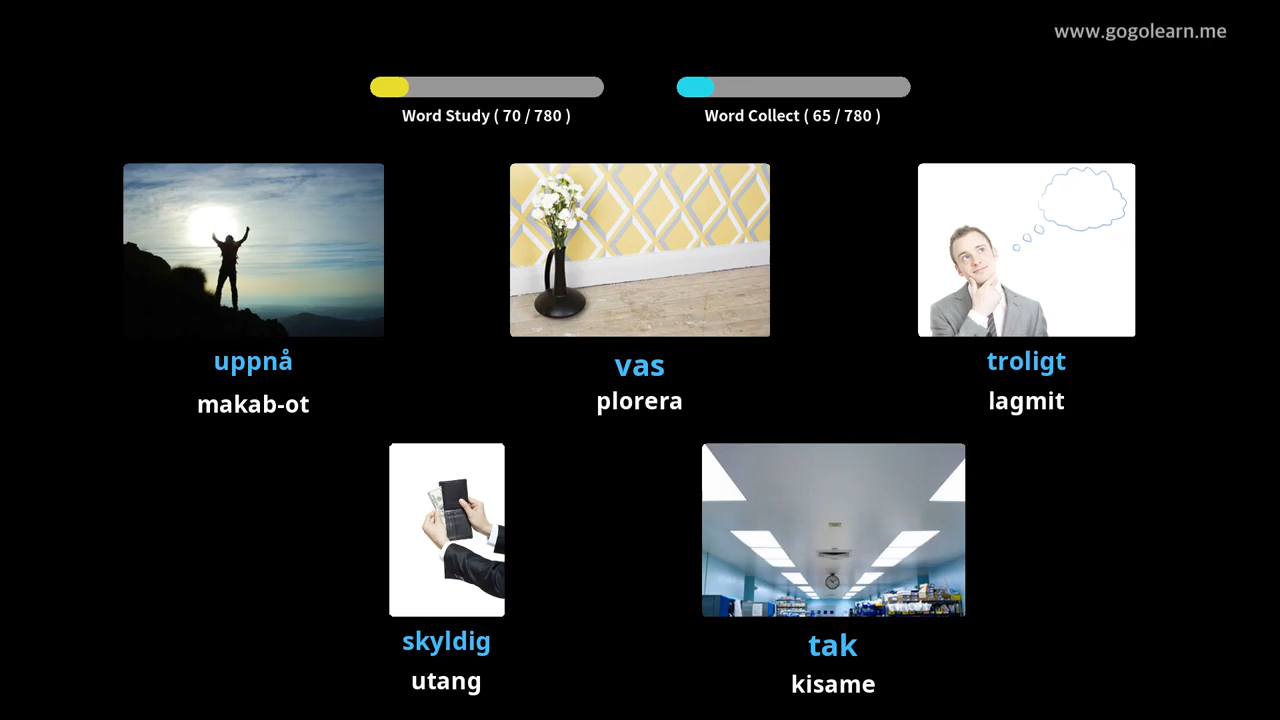 www.gogolearn.me
Word Study ( 70 / 780 )
Word Collect ( 65 / 780 )
uppnå
makab-ot
vas
plorera
troligt
lagmit
skyldig
utang
tak
kisame